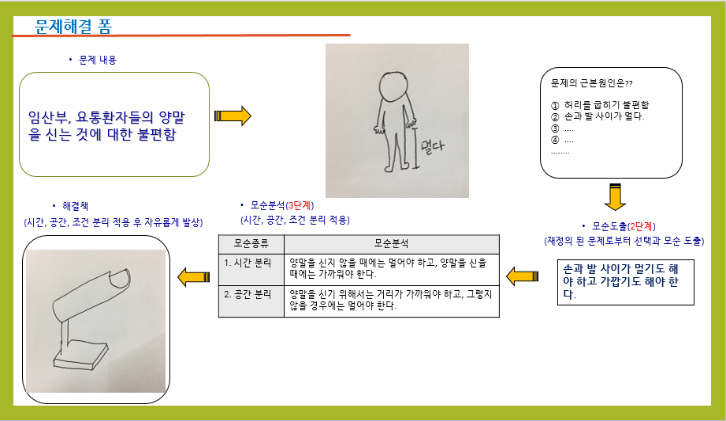 문제해결 폼
• 문제 내용
임산부, 요통환자들의 양말
을 신는 것에 대한 불편함
멀다
문제의 근본원인은??
① 허리를 굽히기 불편함
② 손과 발 사이가 멀다.
③ ....
④ ....
........
• 모순도출(2단계)
(재정의 된 문제로부터 선택과 모순 도출)
손과 발 사이가 멀기도 해
야 하고 가깝기도 해야 한
다.
• 모순분석(3단계)
(시간, 공간, 조건 분리 적용)
모순종류 모순분석
1. 시간 분리 양말을 신지 않을 때에는 멀어야 하고, 양말을 신을
때에는 가까워야 한다.
2. 공간 분리 양말을 신기 위해서는 거리가 가까워야 하고, 그렇지
않을 경우에는 멀어야 한다.
• 해결책
(시간, 공간, 조건 분리 적용 후 자유롭게 발상)